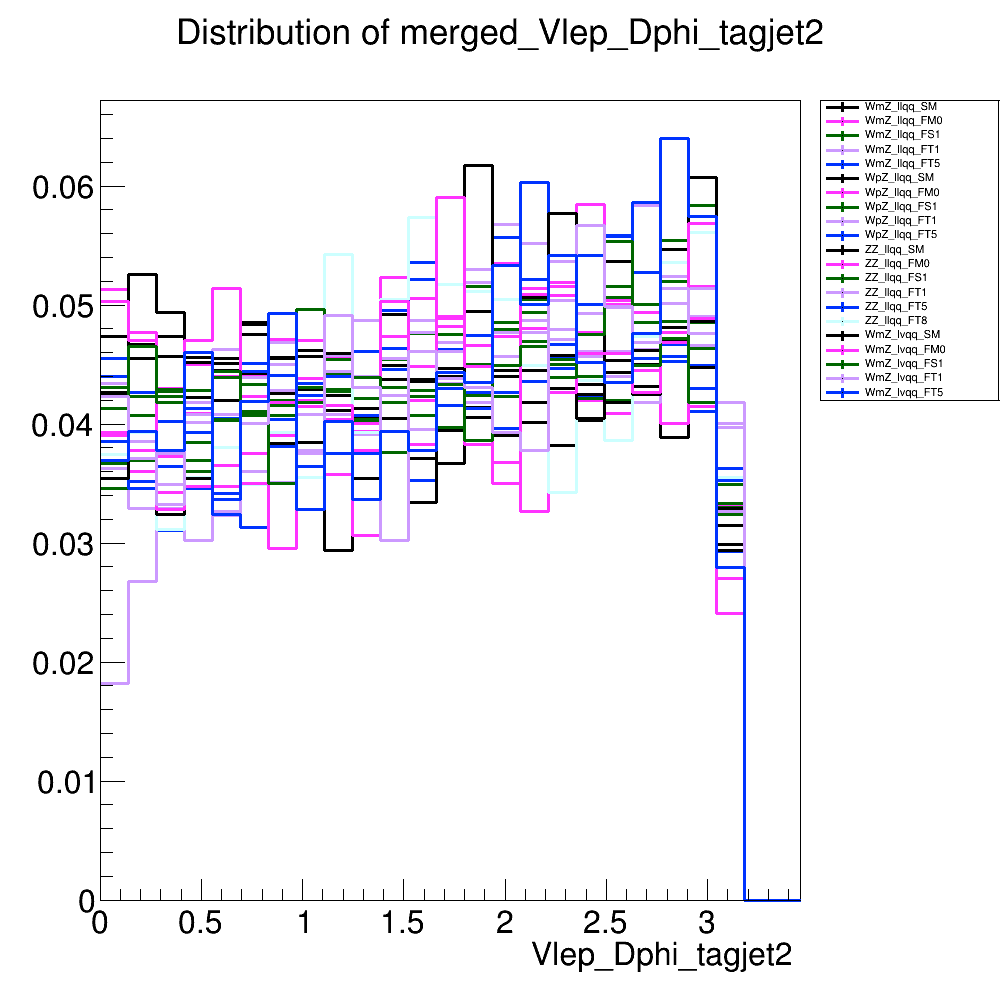 Distribution of merged_Vlep_Dphi_tagjet2
WmZ_llqq_SM
WmZ_llqq_FM0
WmZ_llqq_FS1
WmZ_llqq_FT1
WmZ_llqq_FT5
WpZ_llqq_SM
WpZ_llqq_FM0
WpZ_llqq_FS1
WpZ_llqq_FT1
WpZ_llqq_FT5
ZZ_llqq_SM
ZZ_llqq_FM0
ZZ_llqq_FS1
ZZ_llqq_FT1
ZZ_llqq_FT5
ZZ_llqq_FT8
WmZ_lvqq_SM
WmZ_lvqq_FM0
WmZ_lvqq_FS1
WmZ_lvqq_FT1
WmZ_lvqq_FT5
0.06
0.05
0.04
0.03
0.02
0.01
0
0 0.5 1 1.5 2 2.5 3
Vlep_Dphi_tagjet2